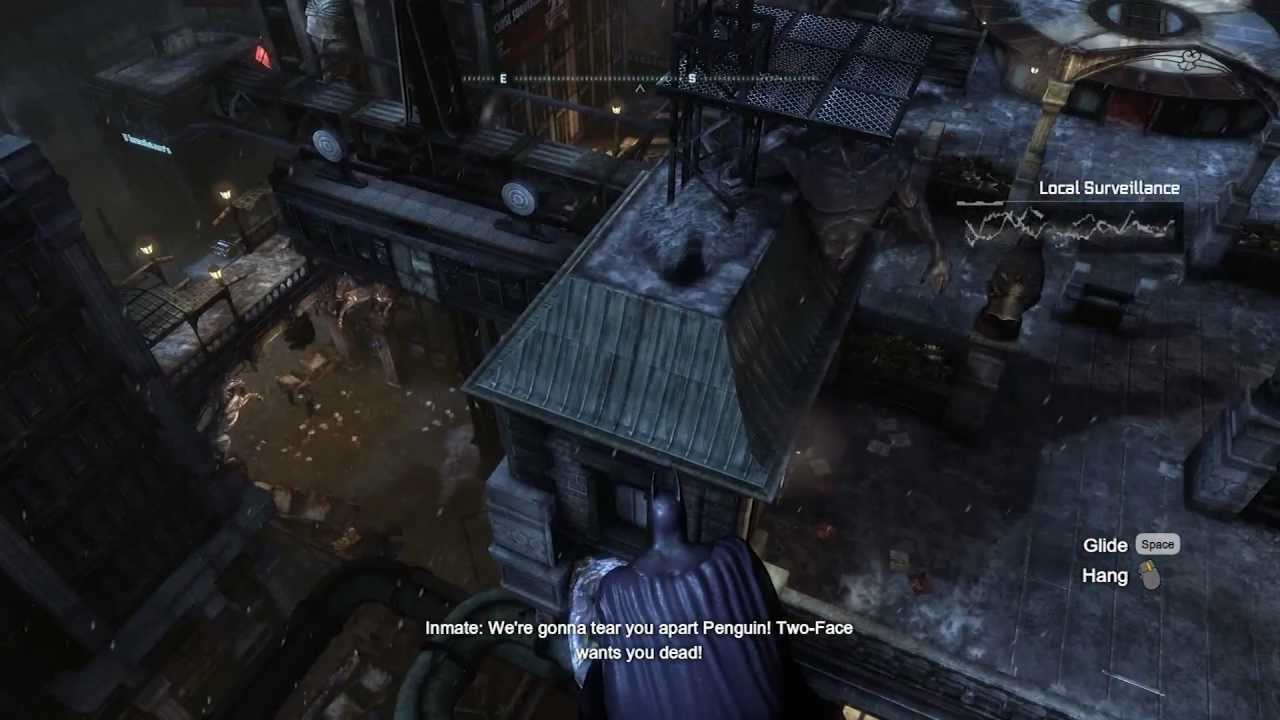 E
S
Local Surveillance
Glide Space
Hang
Inmate: We're gonna tear you apart Penguin! Two-Face
wants you dead!